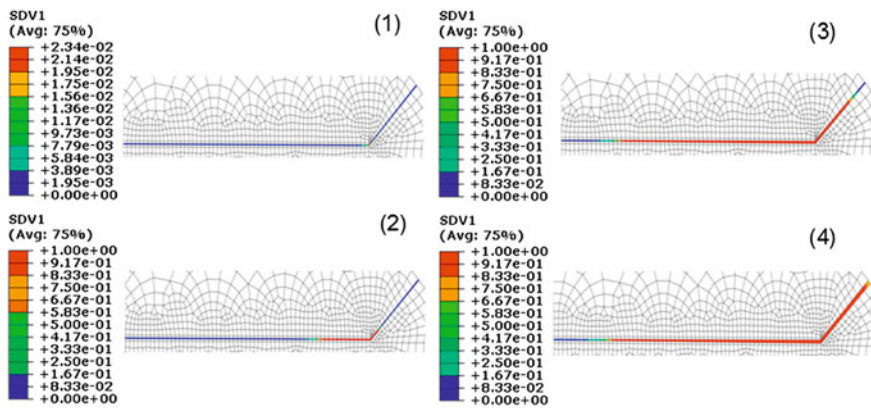 SDV1
(Avg: 75%)
+2.34e-02
+2.14e-02
+1.95e-02
+1.75e-02
+1.56e-02
+1.36e-02
+1.17e-02
+9.73e-03
+7.79e-03
+5.84e-03
+3.89e-03
+1.95e-03
+0.00e+00
(1)
SDV1
(Avg: 75%)
+1.00e+00
+9.17e-01
+8.33e-01
+7.50e-01
+6.67e-01
+5.83e-01
+5.00e-01
+4.17e-01
+3.33e-01
+2.50e-01
+1.67e-01
+8.33e-02
+0.00e+00
(3)
SDV1
(Avg: 75%)
+1.00e+00
+9.17e-01
+8.33e-01
+7.50e-01
+6.67e-01
+5.83e-01
+5.00e-01
+4.17e-01
+3.33e-01
+2.50e-01
+1.67e-01
+8.33e-02
+0.00e+00
(2)
SDV1
(Avg: 75%)
+1.00e+00
+9.17e-01
+8.33e-01
+7.50e-01
+6.67e-01
+5.83e-01
+5.00e-01
+4.17e-01
+3.33e-01
+2.50e-01
+1.67e-01
+8.33e-02
+0.00e+00
(4)